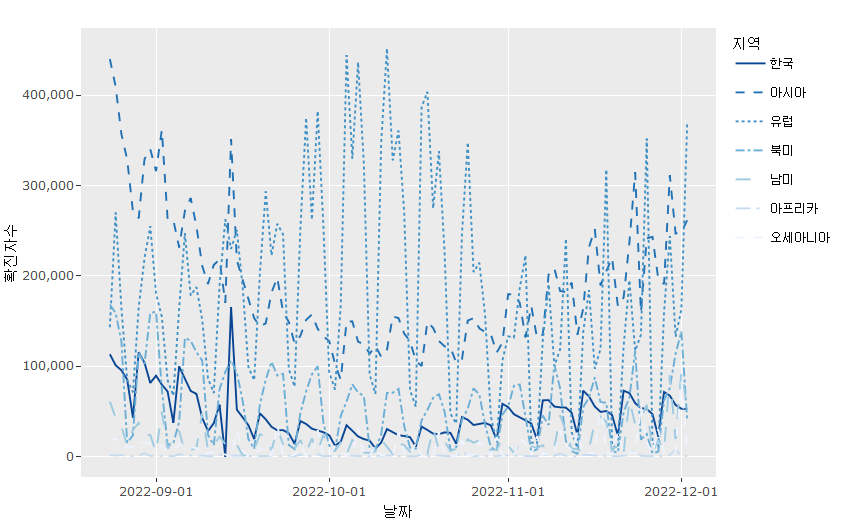 지역
한국
아시아
유럽
북미
남미
아프리카
오세아니아
확진자수
400,000
300,000
200,000
100,000
0
2022-09-01
2022-10-01
2022-11-01
2022-12-01
날짜